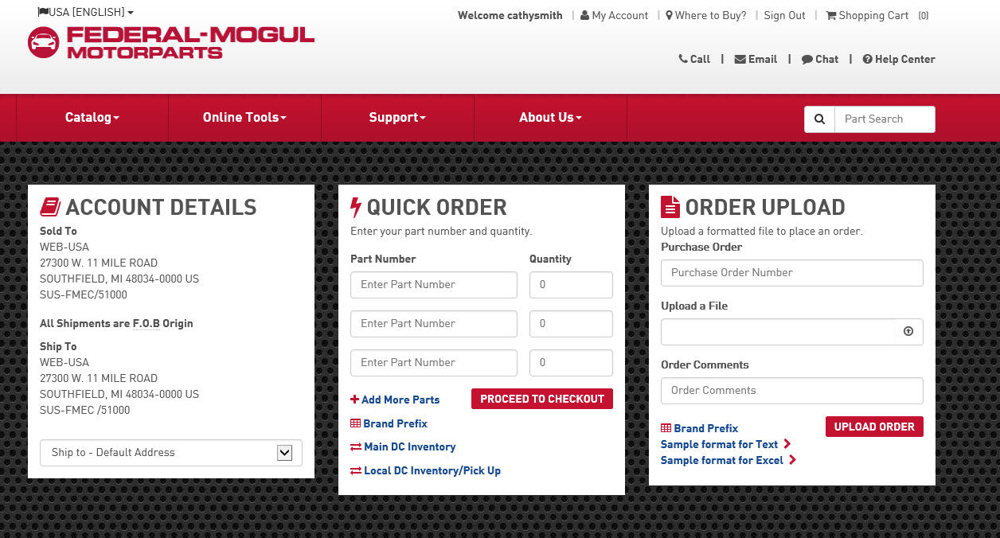 USA [ENGLISH]
Welcome cathysmith | My Account | Where to Buy? | Sign Out | Shopping Cart (0)
FEDERAL-MOGUL
MOTORPARTS
Call | Email | Chat | Help Center
Catalog Online Tools Support About Us Part Search
ACCOUNT DETAILS
Sold To
WEB-USA
27300 W. 11 MILE ROAD
SOUTHFIELD, MI 48034-0000 US
SUS-FMEC/51000
All Shipments are F.O.B Origin
Ship To
WEB-USA
27300 W. 11 MILE ROAD
SOUTHFIELD, MI 48034-0000 US
SUS-FMEC /51000
Ship to - Default Address
QUICK ORDER
Enter your part number and quantity.
Part Number Quantity
Enter Part Number 0
Enter Part Number 0
Enter Part Number 0
Add More Parts PROCEED TO CHECKOUT
Brand Prefix
Main DC Inventory
Local DC Inventory/Pick Up
ORDER UPLOAD
Upload a formatted file to place an order.
Purchase Order
Purchase Order Number
Upload a File
Order Comments
Order Comments
Brand Prefix UPLOAD ORDER
Sample format for Text
Sample format for Excel